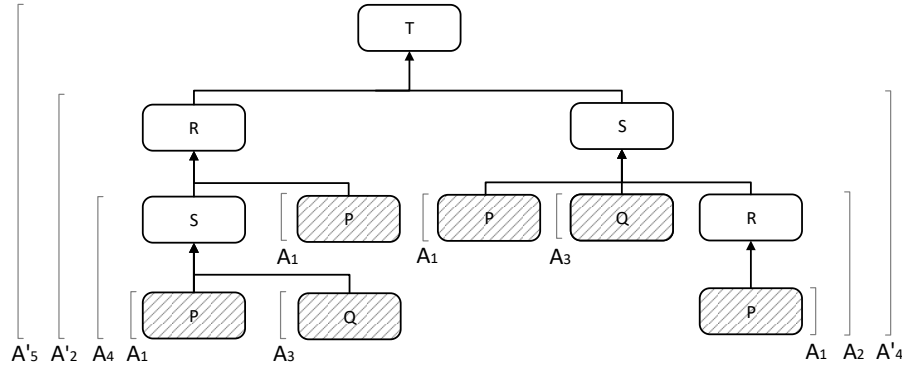 T
R S
S P P Q R
A₁ A₁ A₃
P Q P
A'₅ A'₂ A₄ A₁ A₃ A₁ A₂ A'₄